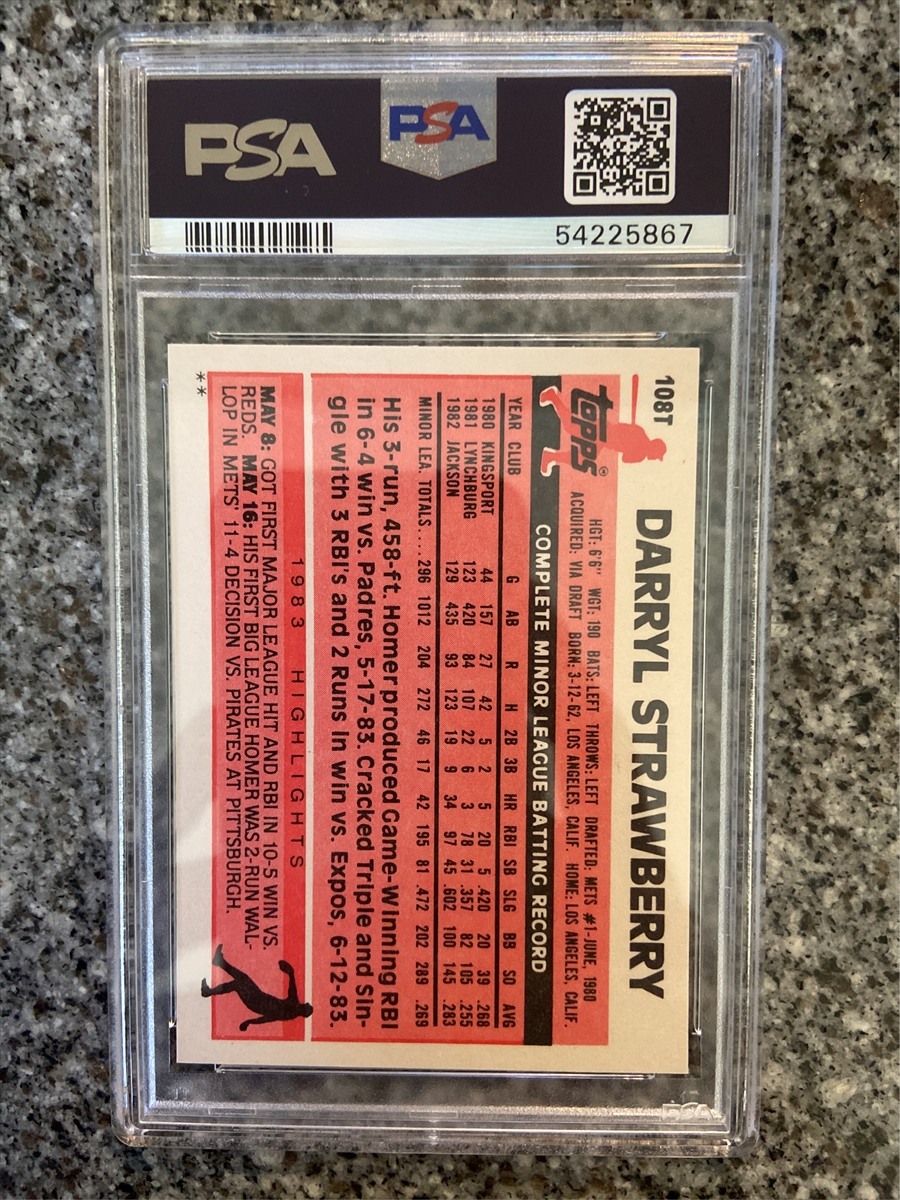 PSA
PSA
54225867
108T
topps®
DARRYL STRAWBERRY
HGT: 6'6" WGT: 190 BATS: LEFT THROWS: LEFT DRAFTED: METS #1-JUNE, 1980
ACQUIRED: VIA DRAFT BORN: 3-12-62, LOS ANGELES, CALIF. HOME: LOS ANGELES, CALIF.
COMPLETE MINOR LEAGUE BATTING RECORD
YEAR CLUB G AB R H 2B 3B HR RBI SB SLG BB SO AVG
1980 KINGSPORT 44 157 27 42 5 2 5 20 5 .420 20 39 .268
1981 LYNCHBURG 123 420 84 107 22 6 3 78 31 .357 82 105 .255
1982 JACKSON 129 435 93 123 19 9 34 97 45 .602 100 145 .283
MINOR LEA. TOTALS.... 296 1012 204 272 46 17 42 195 81 .472 202 289 .269
His 3-run, 458-ft. Homer produced Game-Winning RBI
in 6-4 win vs. Padres, 5-17-83. Cracked Triple and Sin-
gle with 3 RBI's and 2 Runs in win vs. Expos, 6-12-83.
1983 HIGHLIGHTS
MAY 8: GOT FIRST MAJOR LEAGUE HIT AND RBI IN 10-5 WIN VS.
REDS. MAY 16: HIS FIRST BIG LEAGUE HOMER WAS 2-RUN WAL-
LOP IN METS' 11-4 DECISION VS. PIRATES AT PITTSBURGH.
**
PSA